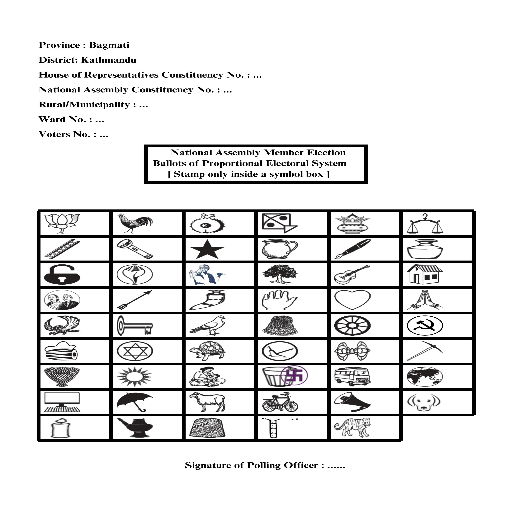 Province : Bagmati
District: Kathmandu
House of Representatives Constituency No. : ...
National Assembly Constituency No. : ...
Rural/Municipality : ...
Ward No. : ...
Voters No. : ...
National Assembly Member Election
Ballots of Proportional Electoral System
[ Stamp only inside a symbol box ]
Signature of Polling Officer : ......